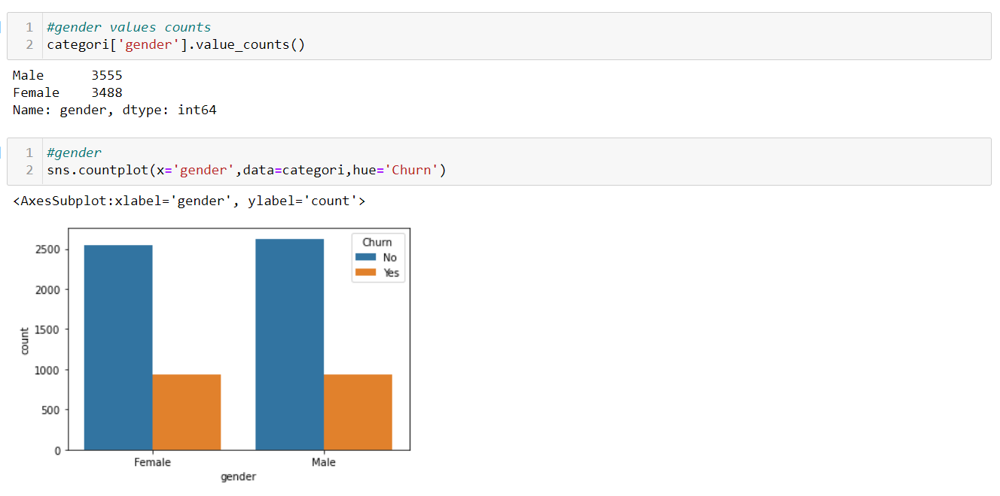 1 #gender values counts
2 categori['gender'].value_counts()
Male 3555
Female 3488
Name: gender, dtype: int64
1 #gender
2 sns.countplot(x='gender',data=categori,hue='Churn')
<AxesSubplot:xlabel='gender', ylabel='count'>
Churn
No
Yes
2500
2000
1500
1000
500
0
count
Female Male
gender